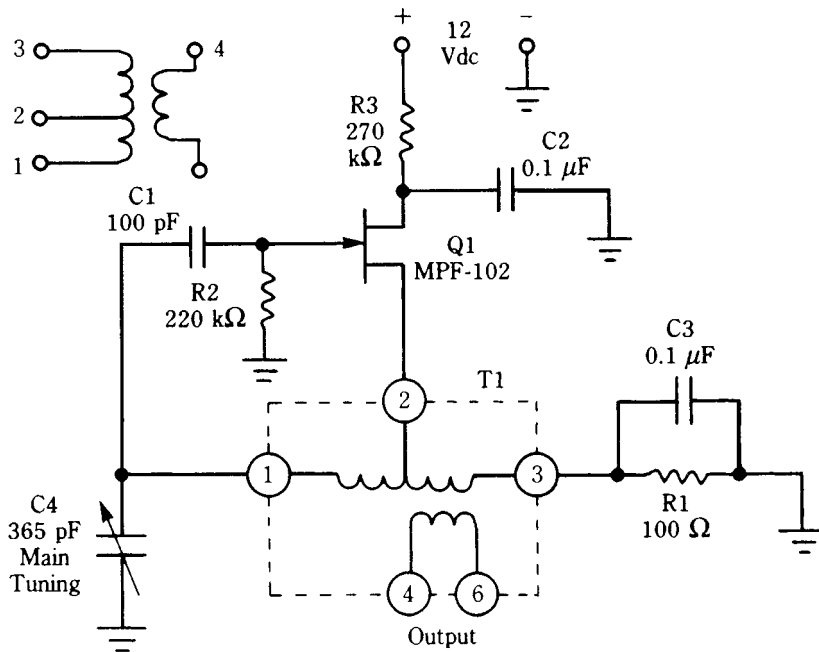 + 12 -
Vdc
3
4
2
1
R3
270
kΩ
C2
0.1 μF
C1
100 pF
Q1
MPF-102
R2
220 kΩ
C3
0.1 μF
2
T1
1
3
R1
100 Ω
C4
365 pF
Main
Tuning
4
6
Output